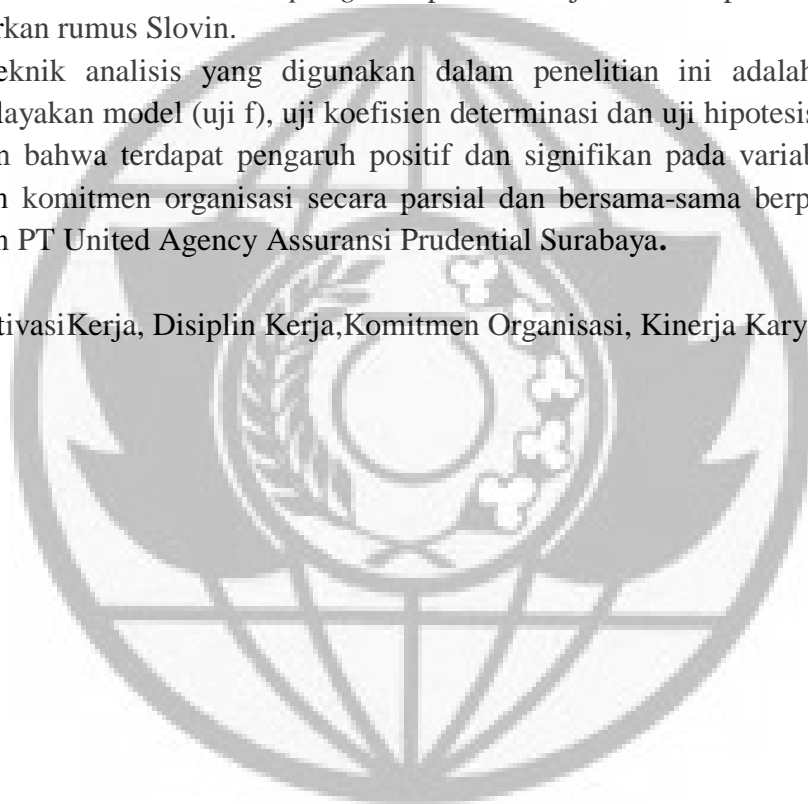 rkan rumus Slovin.
eknik analisis yang digunakan dalam penelitian ini adalah
layakan model (uji f), uji koefisien determinasi dan uji hipotesis
n bahwa terdapat pengaruh positif dan signifikan pada variab
n komitmen organisasi secara parsial dan bersama-sama berp
n PT United Agency Assuransi Prudential Surabaya.
tivasiKerja, Disiplin Kerja,Komitmen Organisasi, Kinerja Kary